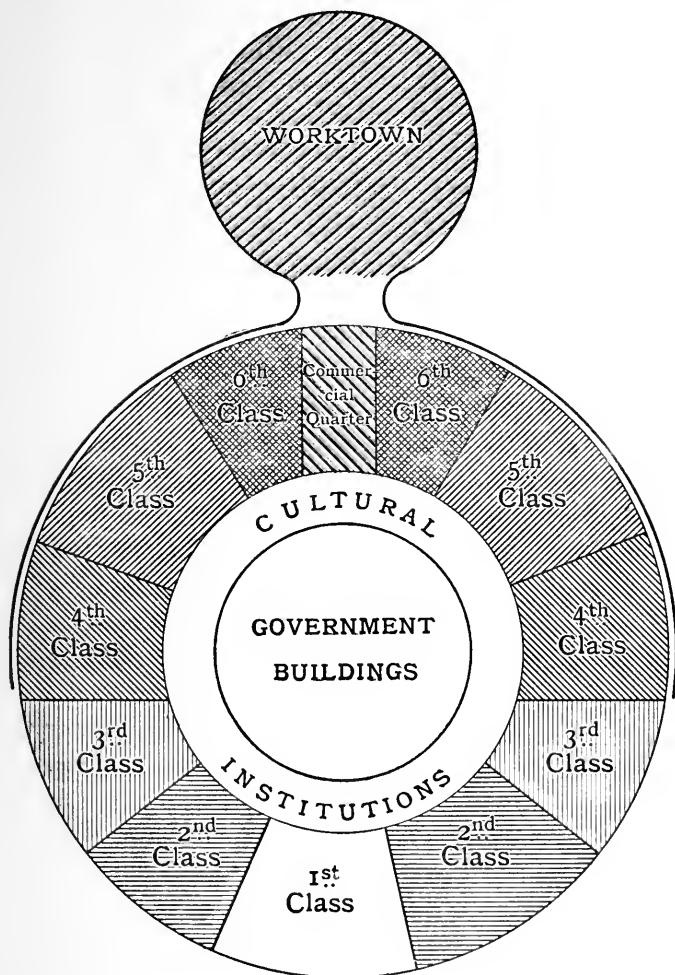 WORKTOWN
6th
Class
Commer-
cial
Quarter
6th
Class
5th
Class
5th
Class
CULTURAL
4th
Class
GOVERNMENT
BUILDINGS
4th
Class
3rd
Class
3rd
Class
INSTITUTIONS
2nd
Class
2nd
Class
1st
Class